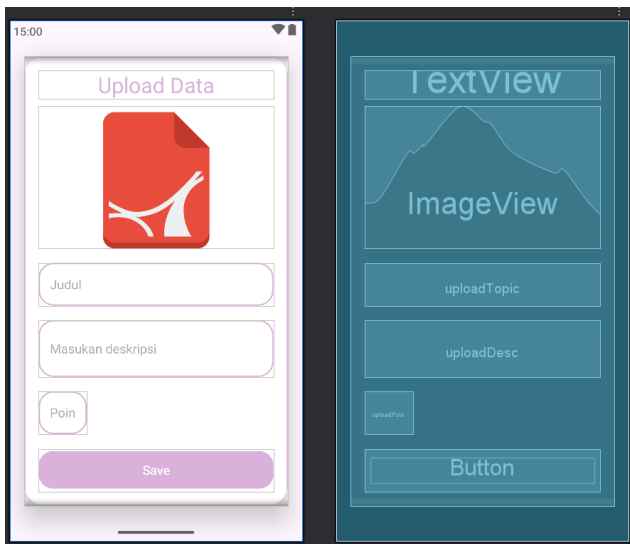 15:00
Upload Data
Judul
Masukan deskripsi
Poin
Save
TextView
ImageView
uploadTopic
uploadDesc
uploadPoin
Button